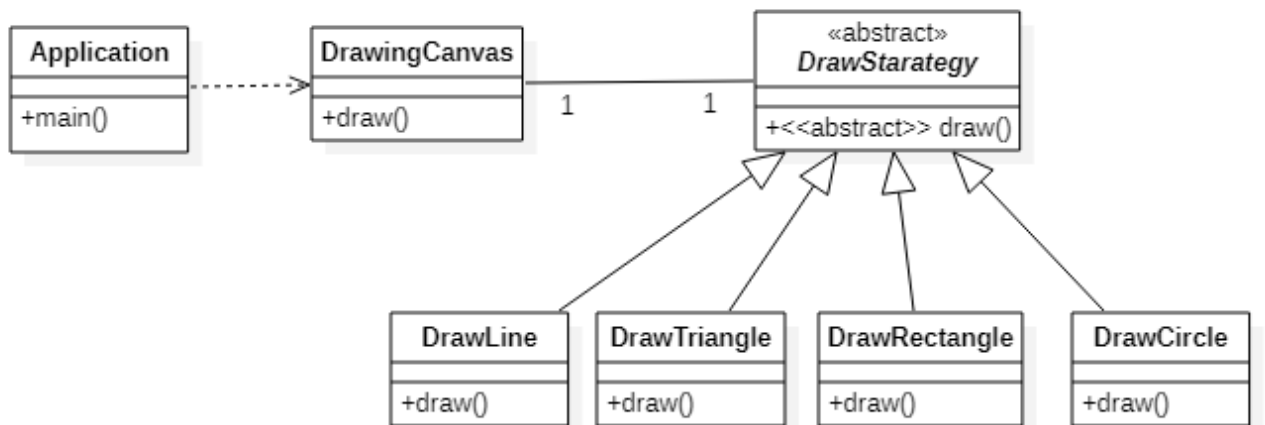 Application
+main()
DrawingCanvas
+draw()
1
1
«abstract»
DrawStarategy
+<<abstract>> draw()
DrawLine
+draw()
DrawTriangle
+draw()
DrawRectangle
+draw()
DrawCircle
+draw()